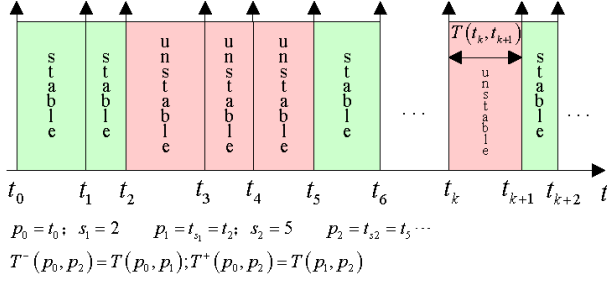 T(t_k, t_{k+1})
stable stable unstable unstable unstable stable ⋯ unstable stable ⋯
t_0 t_1 t_2 t_3 t_4 t_5 t_6 t_k t_{k+1} t_{k+2} t
p_0 = t_0; s_1 = 2 p_1 = t_{s_1} = t_2; s_2 = 5 p_2 = t_{s2} = t_5 ⋯
T^-(p_0, p_2) = T(p_0, p_1); T^+(p_0, p_2) = T(p_1, p_2)